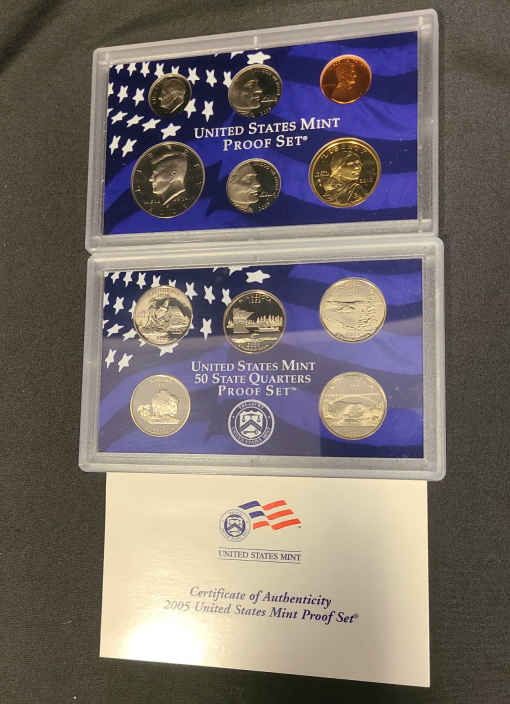 UNITED STATES MINT
PROOF SET®
UNITED STATES MINT
50 STATE QUARTERS
PROOF SET™
UNITED STATES MINT
Certificate of Authenticity
2005 United States Mint Proof Set®